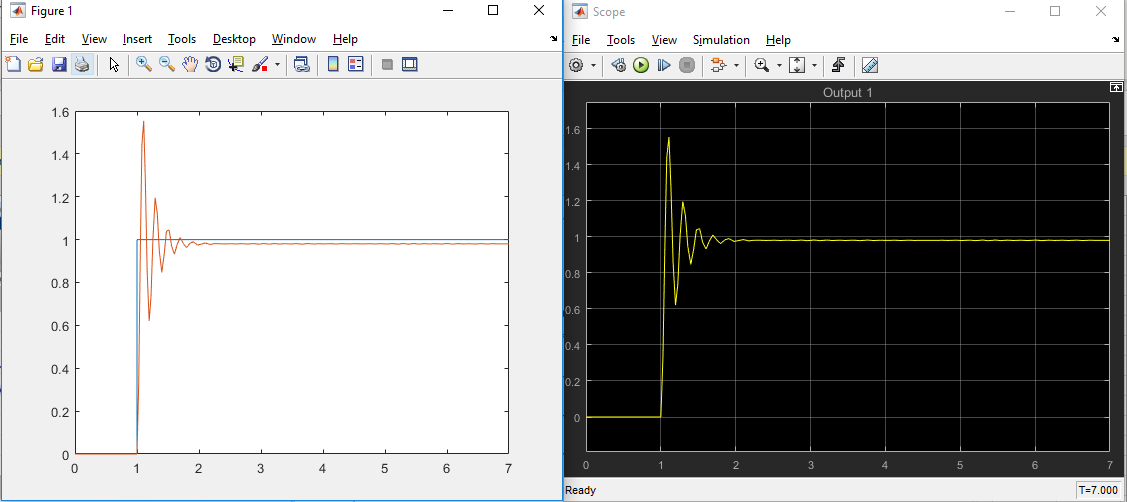 Figure 1
File Edit View Insert Tools Desktop Window Help
1.6
1.4
1.2
1
0.8
0.6
0.4
0.2
0
0 1 2 3 4 5 6 7
Scope
File Tools View Simulation Help
Output 1
1.6
1.4
1.2
1
0.8
0.6
0.4
0.2
0
0 1 2 3 4 5 6 7
Ready T=7.000